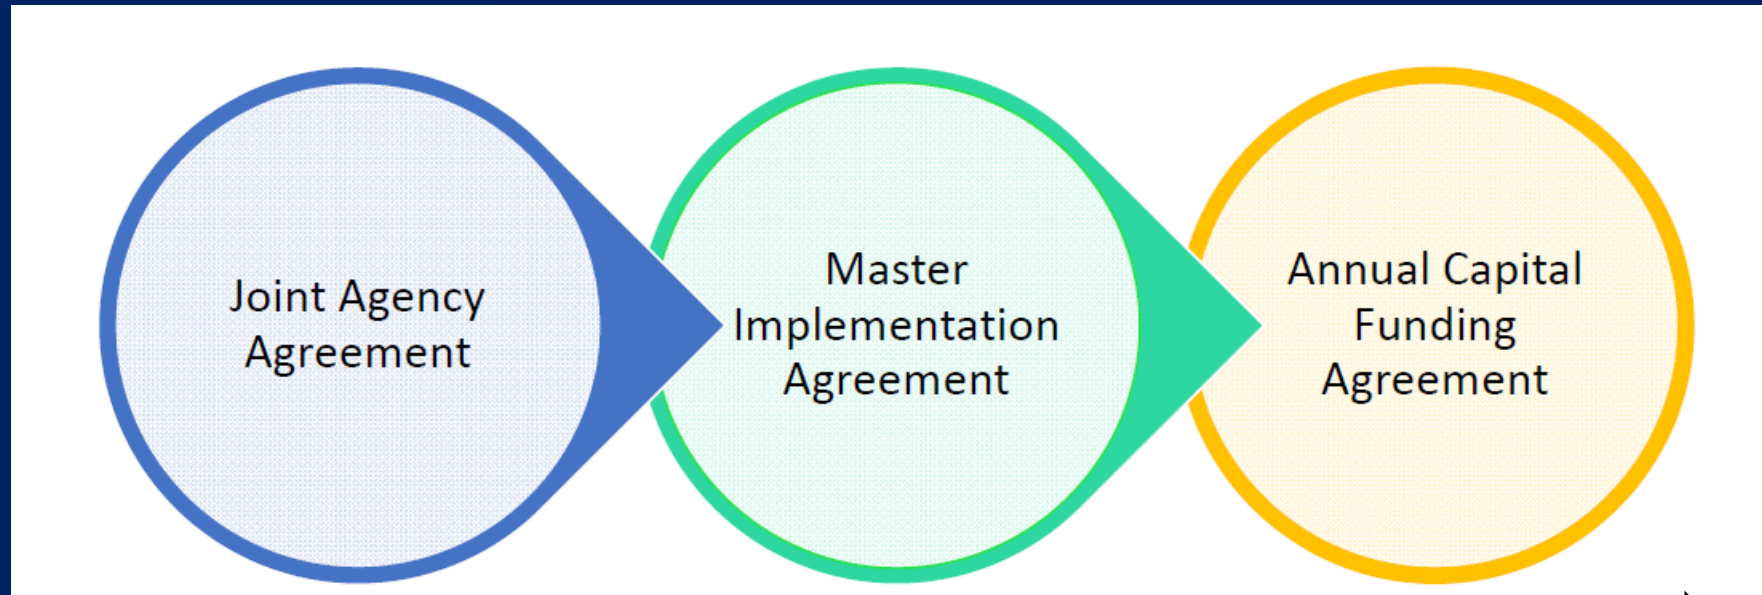 Joint Agency
Agreement
Master
Implementation
Agreement
Annual Capital
Funding
Agreement